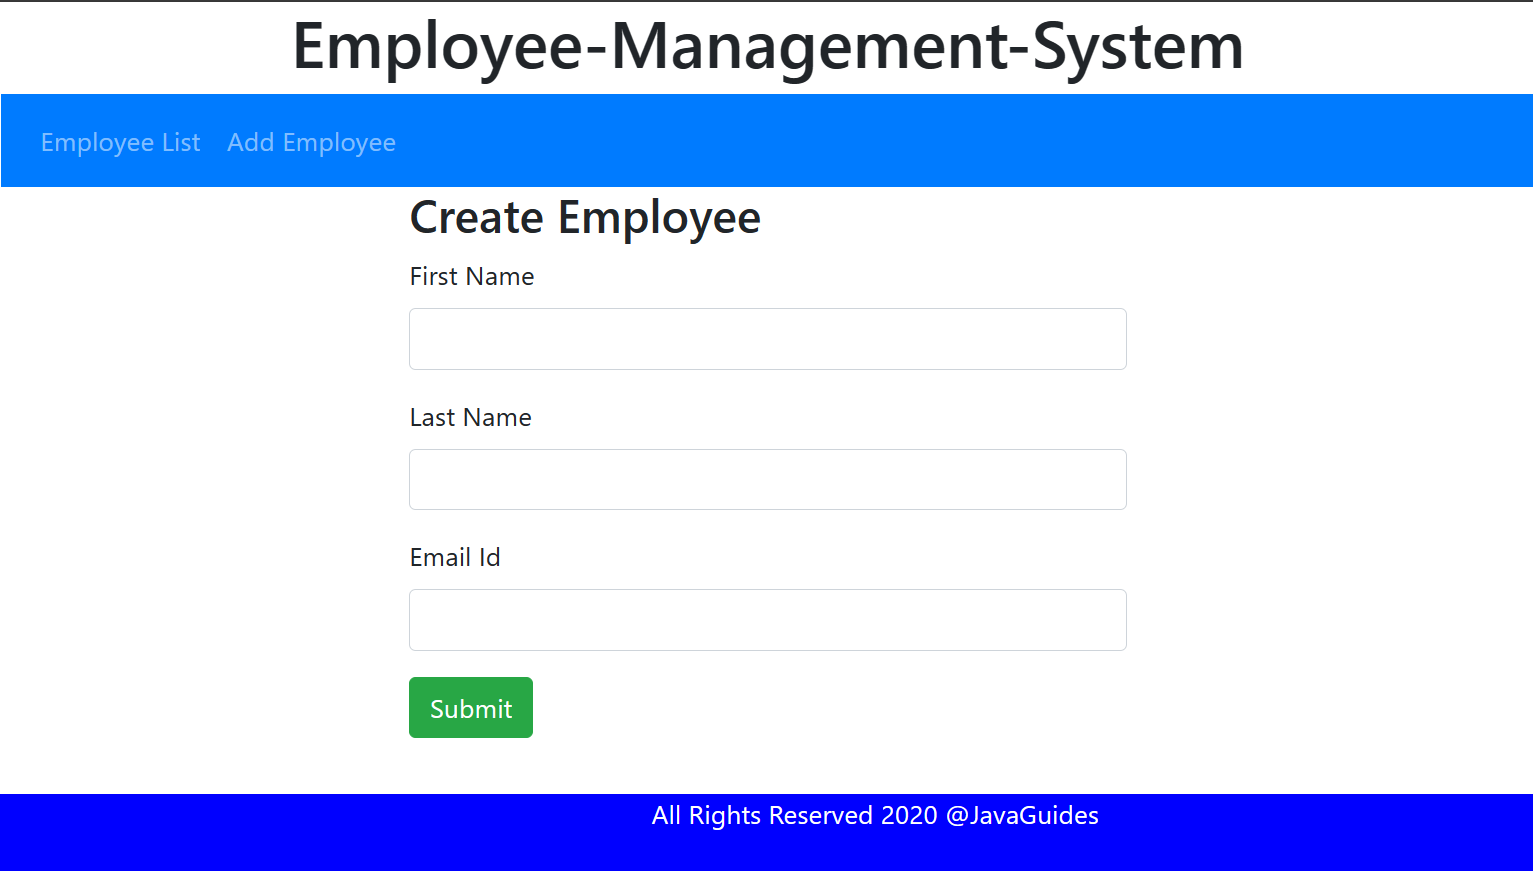 Employee-Management-System
Employee List Add Employee
Create Employee
First Name
Last Name
Email Id
Submit
All Rights Reserved 2020 @JavaGuides